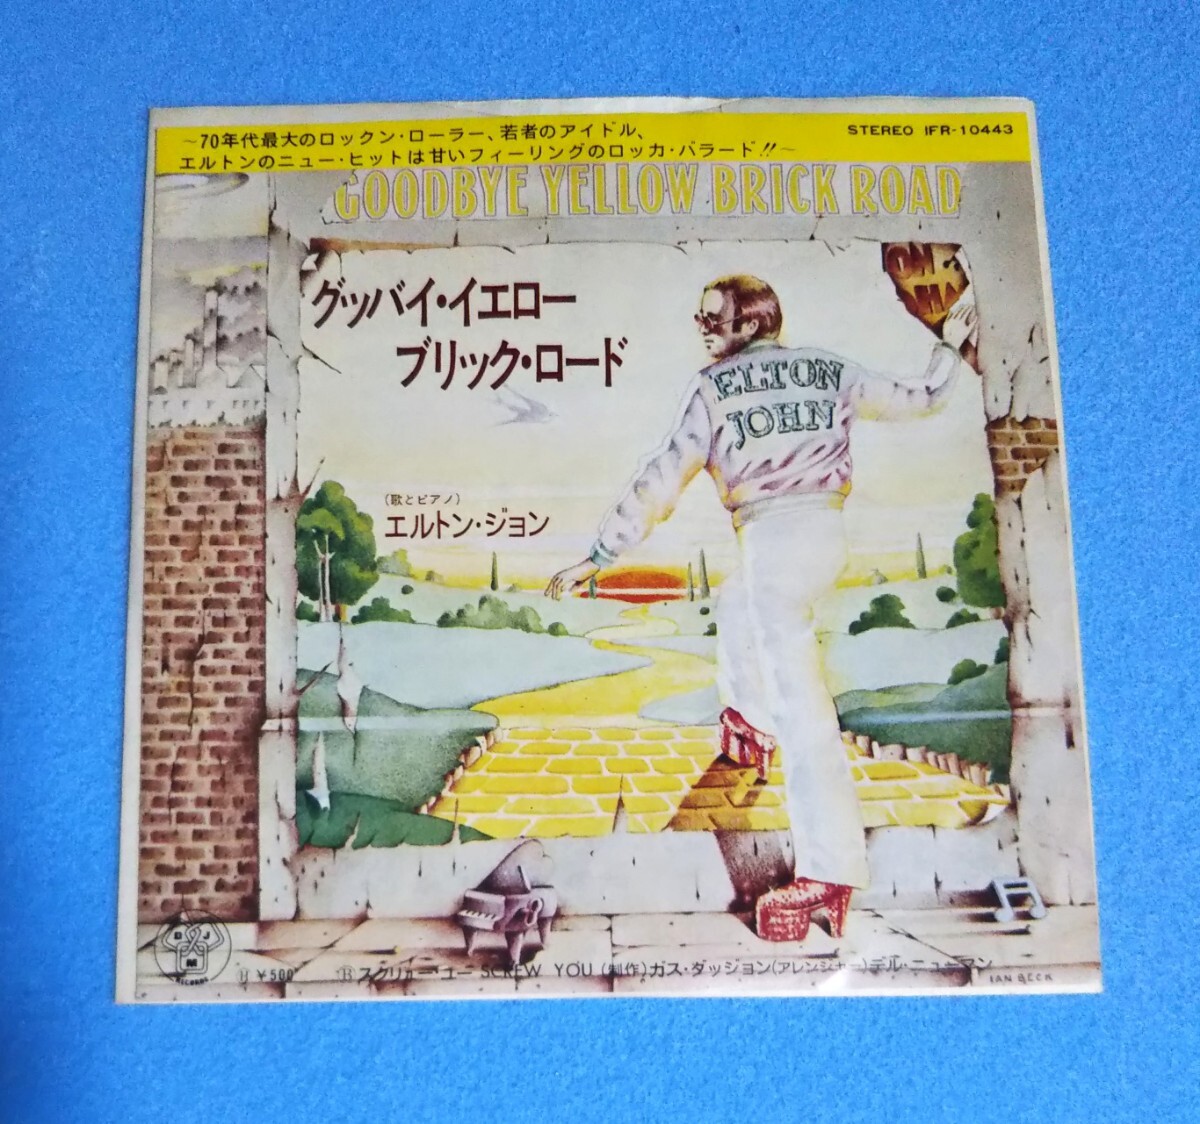 ～70年代最大のロックン・ローラー、若者のアイドル、
エルトンのニュー・ヒットは甘いフィーリングのロッカ・バラード!!～
STEREO IFR-10443
GOODBYE YELLOW BRICK ROAD
グッバイ・イエロー
ブリック・ロード
ELTON
JOHN
(歌とピアノ)
エルトン・ジョン
DJM
RECORDS
¥500
Ⓑスクリュー・ユー SCREW YOU (制作)ガス・ダッジョン(アレンジャー)デル・ニューマン
IAN BECK